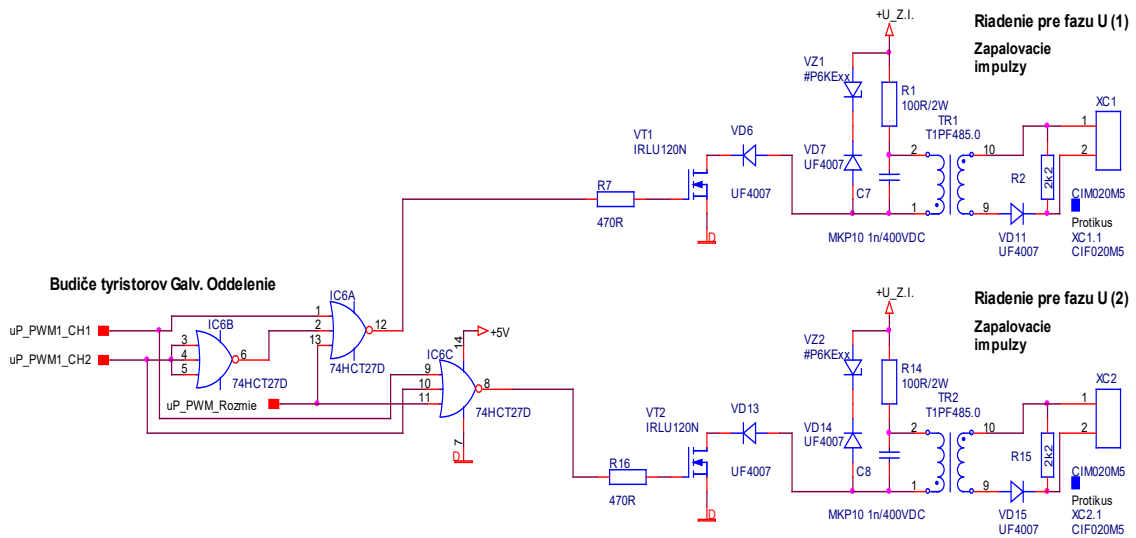 +U_Z.I.
Riadenie pre fazu U (1)
Zapalovacie
impulzy
VZ1
#P6KExx
R1
100R/2W
TR1
T1PF485.0
XC1
VT1
IRLU120N
VD6
VD7
UF4007
2
10
1
2
R7
UF4007
C7
R2
2k2
CIM020M5
470R
D
1
9
MKP10 1n/400VDC
VD11
UF4007
Protikus
XC1.1
CIF020M5
Budiče tyristorov Galv. Oddelenie
IC6A
uP_PWM1_CH1
IC6B
1
2
13
12
uP_PWM1_CH2
3
4
5
6
74HCT27D
74HCT27D
+5V
14
IC6C
uP_PWM_Rozmie
9
10
11
8
74HCT27D
7
D
+U_Z.I.
Riadenie pre fazu U (2)
Zapalovacie
impulzy
VZ2
#P6KExx
R14
100R/2W
TR2
T1PF485.0
XC2
VT2
IRLU120N
VD13
VD14
UF4007
2
10
1
2
R16
UF4007
C8
R15
2k2
CIM020M5
470R
D
1
9
MKP10 1n/400VDC
VD15
UF4007
Protikus
XC2.1
CIF020M5